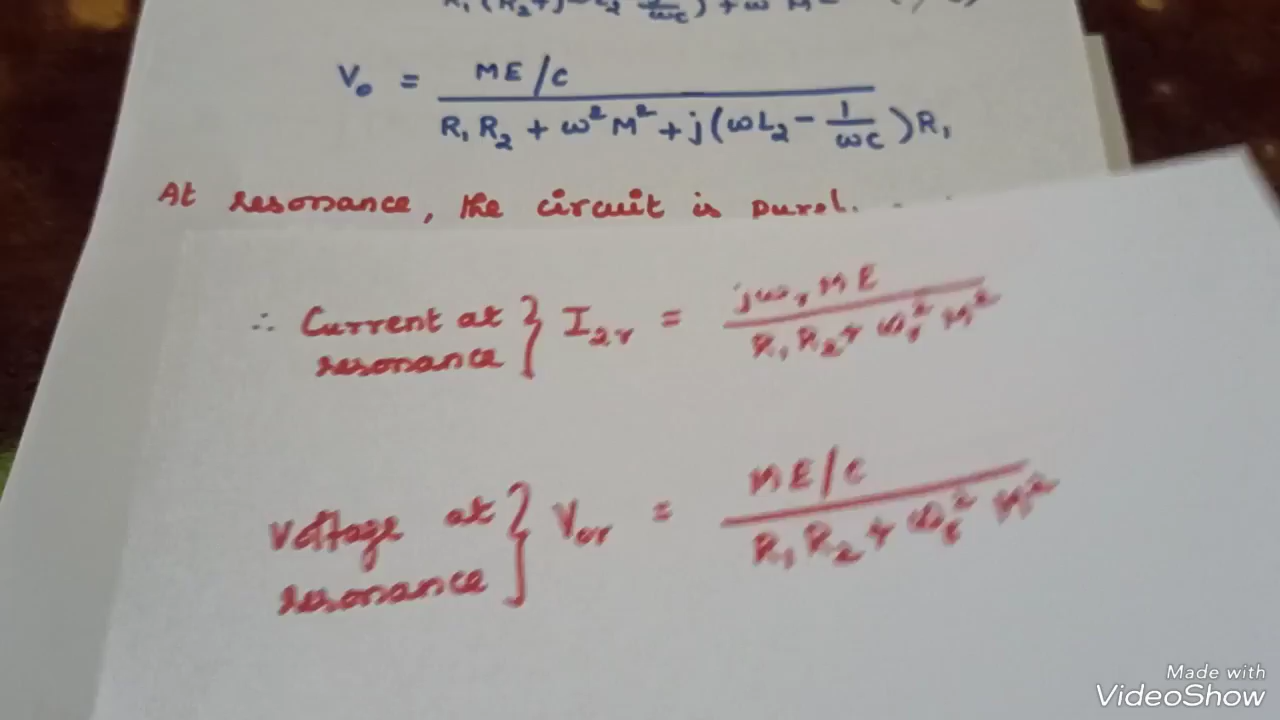 V₀ = ME/C / R₁R₂ + ω²M² + j(ωL₂ - 1/ωC)R₁
At resonance, the circuit is
∴ Current at resonance } I₂ᵣ = jωᵣME / R₁R₂ + ωᵣ²M²
Voltage at resonance } V₀ᵣ = ME/C / R₁R₂ + ωᵣ²M²
Made with
VideoShow